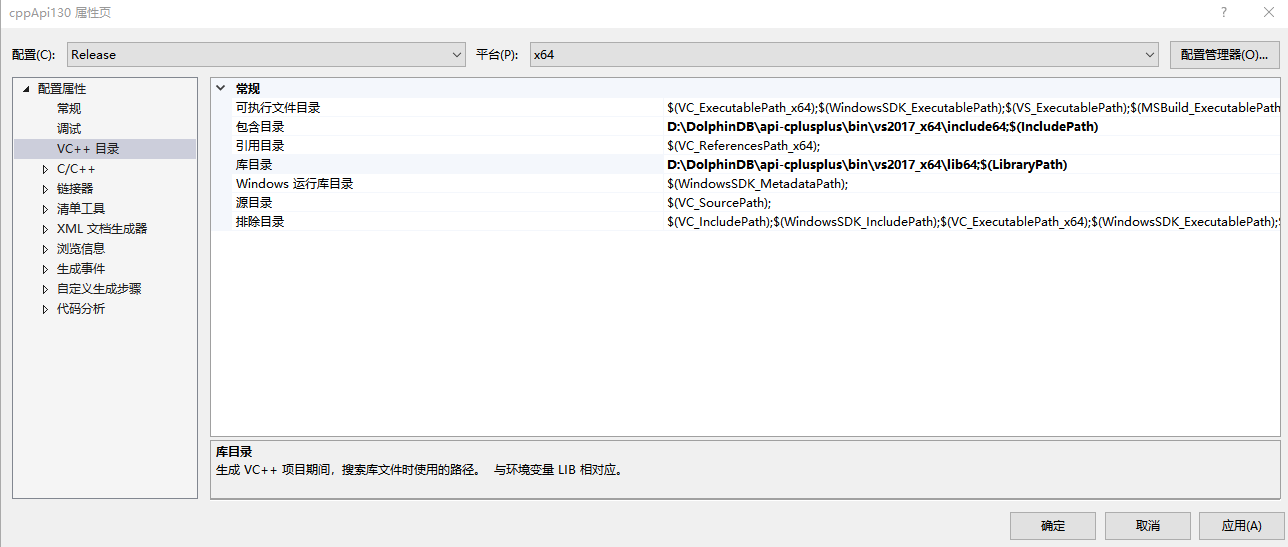 cppApi130 属性页
配置(C): Release 平台(P): x64 配置管理器(O)...
配置属性
常规
调试
VC++ 目录
C/C++
链接器
清单工具
XML 文档生成器
浏览信息
生成事件
自定义生成步骤
代码分析
常规
可执行文件目录 $(VC_ExecutablePath_x64);$(WindowsSDK_ExecutablePath);$(VS_ExecutablePath);$(MSBuild_ExecutablePath
包含目录 D:\DolphinDB\api-cplusplus\bin\vs2017_x64\include64;$(IncludePath)
引用目录 $(VC_ReferencesPath_x64);
库目录 D:\DolphinDB\api-cplusplus\bin\vs2017_x64\lib64;$(LibraryPath)
Windows 运行库目录 $(WindowsSDK_MetadataPath);
源目录 $(VC_SourcePath);
排除目录 $(VC_IncludePath);$(WindowsSDK_IncludePath);$(VC_ExecutablePath_x64);$(WindowsSDK_ExecutablePath);
库目录
生成 VC++ 项目期间，搜索库文件时使用的路径。 与环境变量 LIB 相对应。
确定 取消 应用(A)